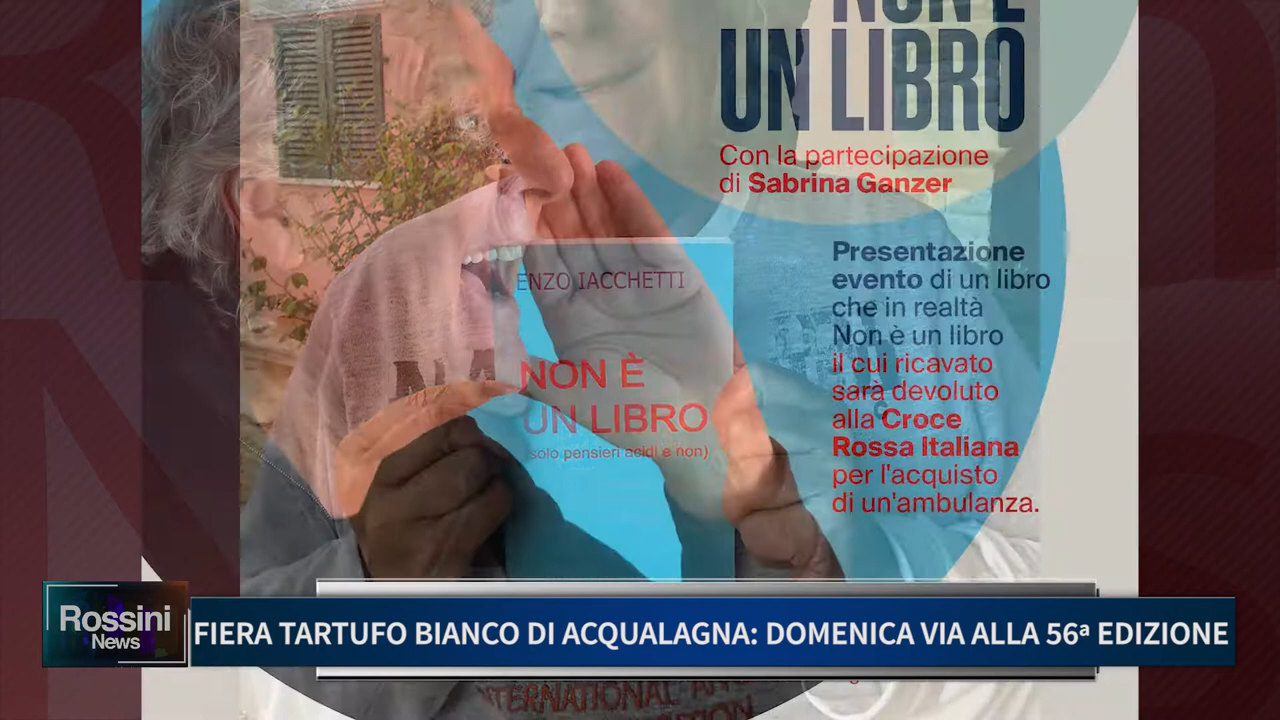 NON È
UN LIBRO
Con la partecipazione
di Sabrina Ganzer
Presentazione
evento di un libro
che in realtà
Non è un libro
il cui ricavato
sarà devoluto
alla Croce
Rossa Italiana
per l'acquisto
di un'ambulanza.
ENZO IACCHETTI
NON È
UN LIBRO
(solo pensieri acidi e non)
Rossini
News
FIERA TARTUFO BIANCO DI ACQUALAGNA: DOMENICA VIA ALLA 56ª EDIZIONE
INTERNATIONAL